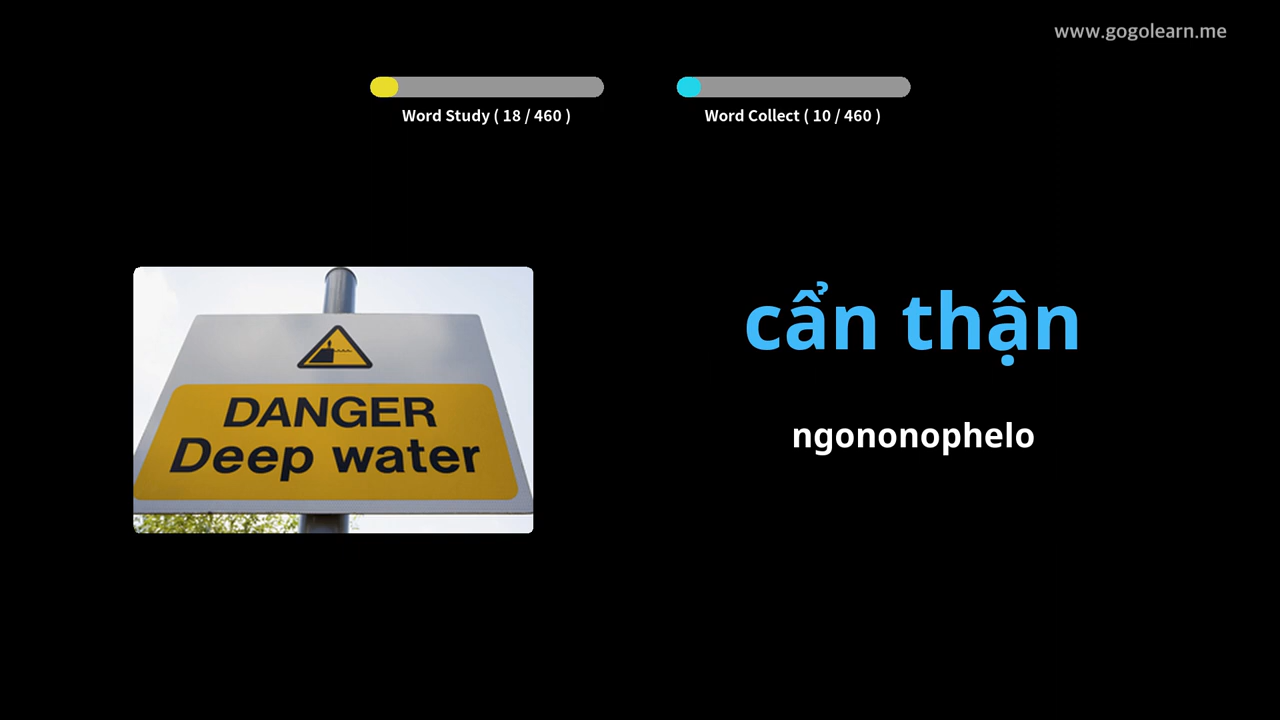 www.gogolearn.me
Word Study ( 18 / 460 )
Word Collect ( 10 / 460 )
DANGER
Deep water
cẩn thận
ngononophelo